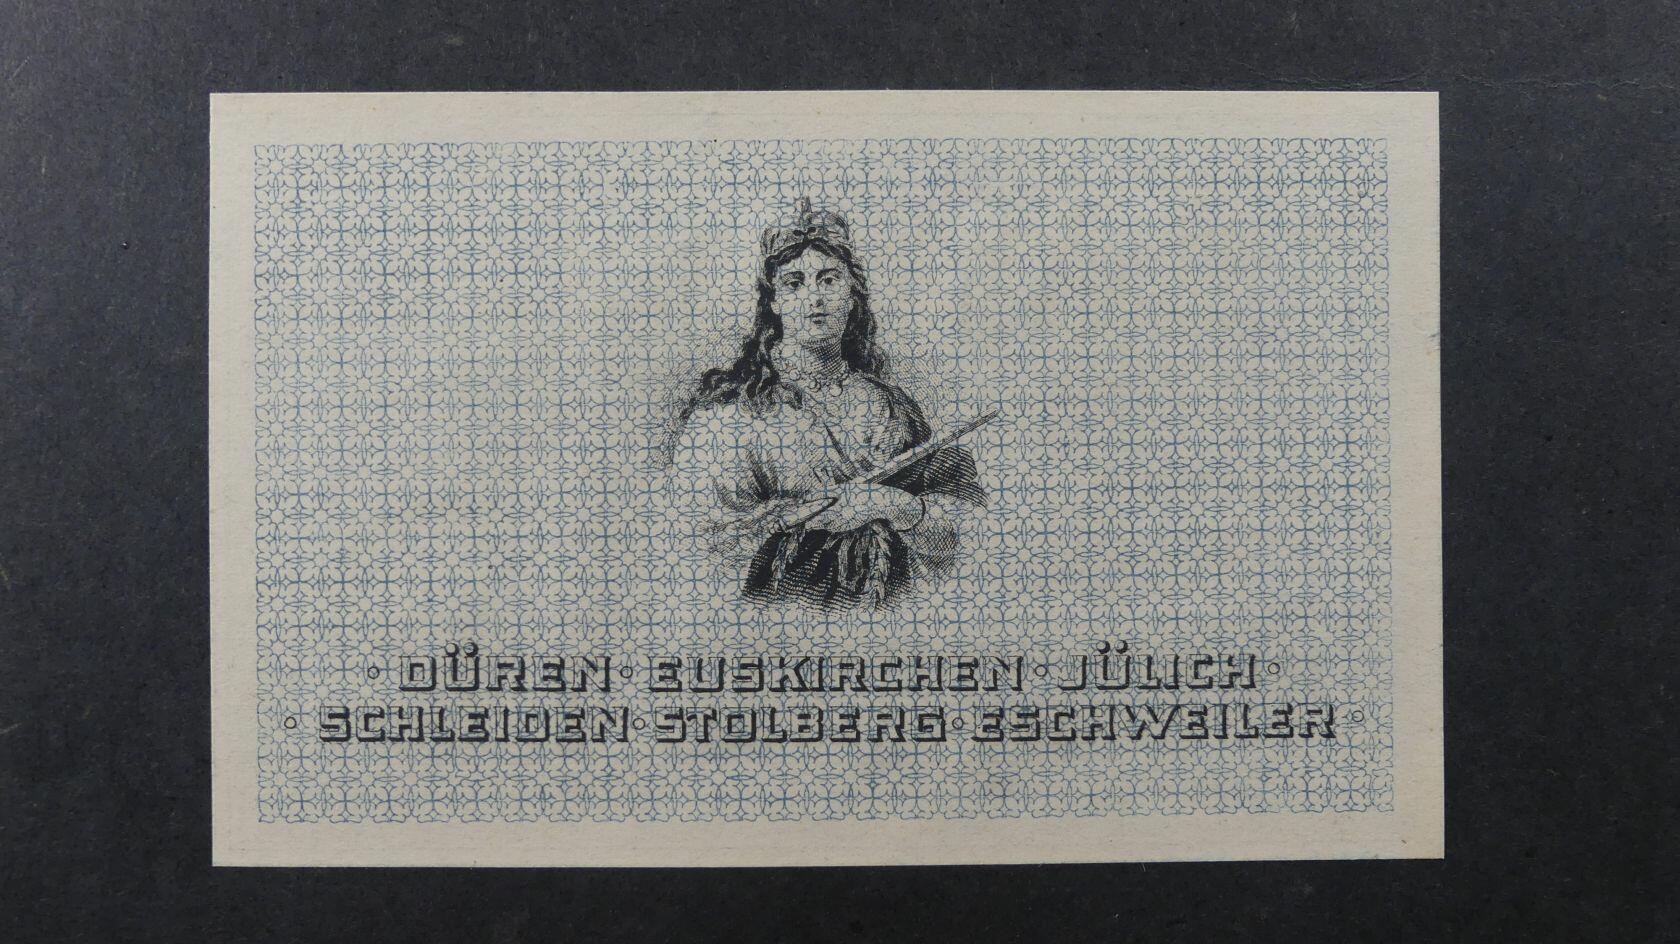 ◦ DÜREN ◦ EUSKIRCHEN ◦ JÜLICH ◦
◦ SCHLEIDEN ◦ STOLBERG ◦ ESCHWEILER ◦